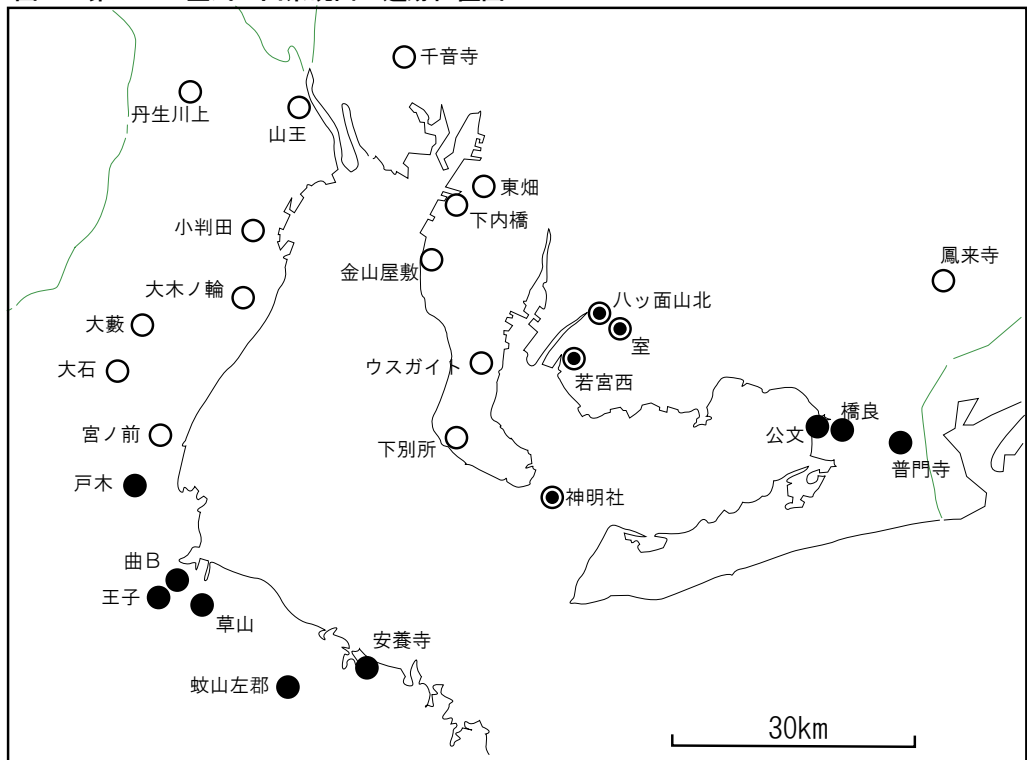 千音寺
丹生川上
山王
東畑
下内橋
小判田
金山屋敷
鳳来寺
大木ノ輪
八ッ面山北
大藪
室
大石
ウスガイト
若宮西
橋良
公文
宮ノ前
下別所
普門寺
戸木
神明社
曲B
王子
草山
安養寺
蚊山左郡
30km